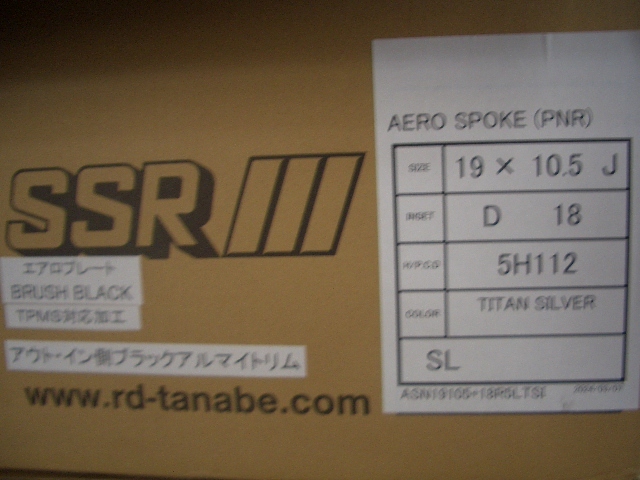 SSR
エアロプレート
BRUSH BLACK
TPMS対応加工
アウト・イン側ブラックアルマイトリム
www.rd-tanabe.com
AERO SPOKE (PNR)
SIZE 19 × 10.5 J
INSET D 18
H/P.C.D 5H112
COLOR TITAN SILVER
SL